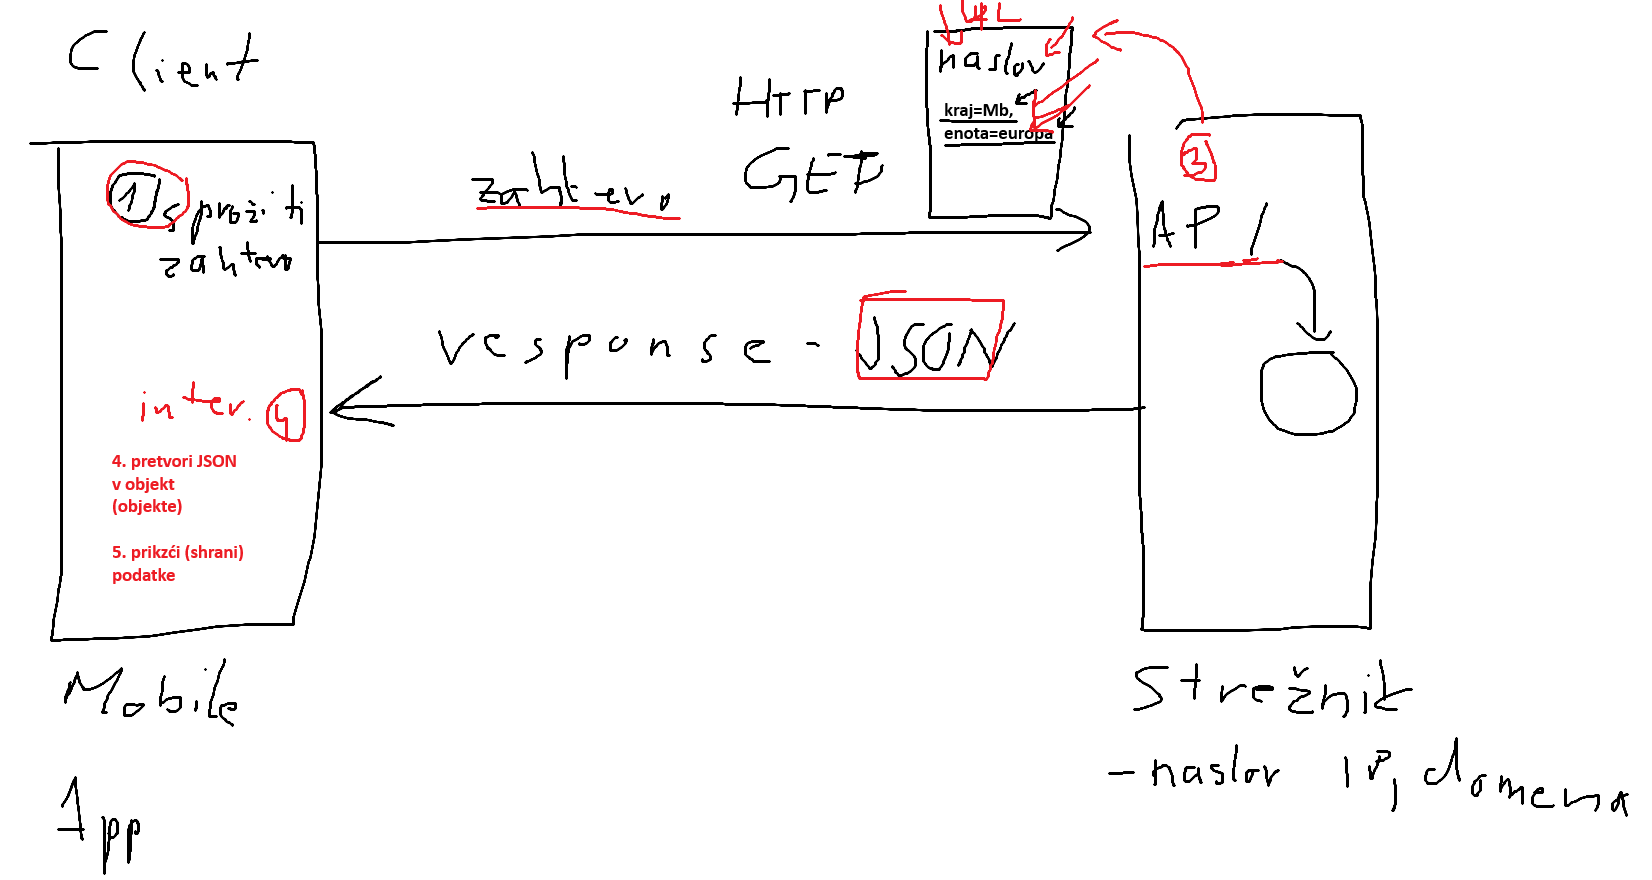 Client
1 sprožiti
zahtevo
inter. 4
4. pretvori JSON
v objekt
(objekte)
5. prikzći (shrani)
podatke
Mobile
App
zahtevo
HTTP
GET
naslov
kraj=Mb,
enota=europa
response - JSON
3
API
Strežnik
- naslov IP, domena